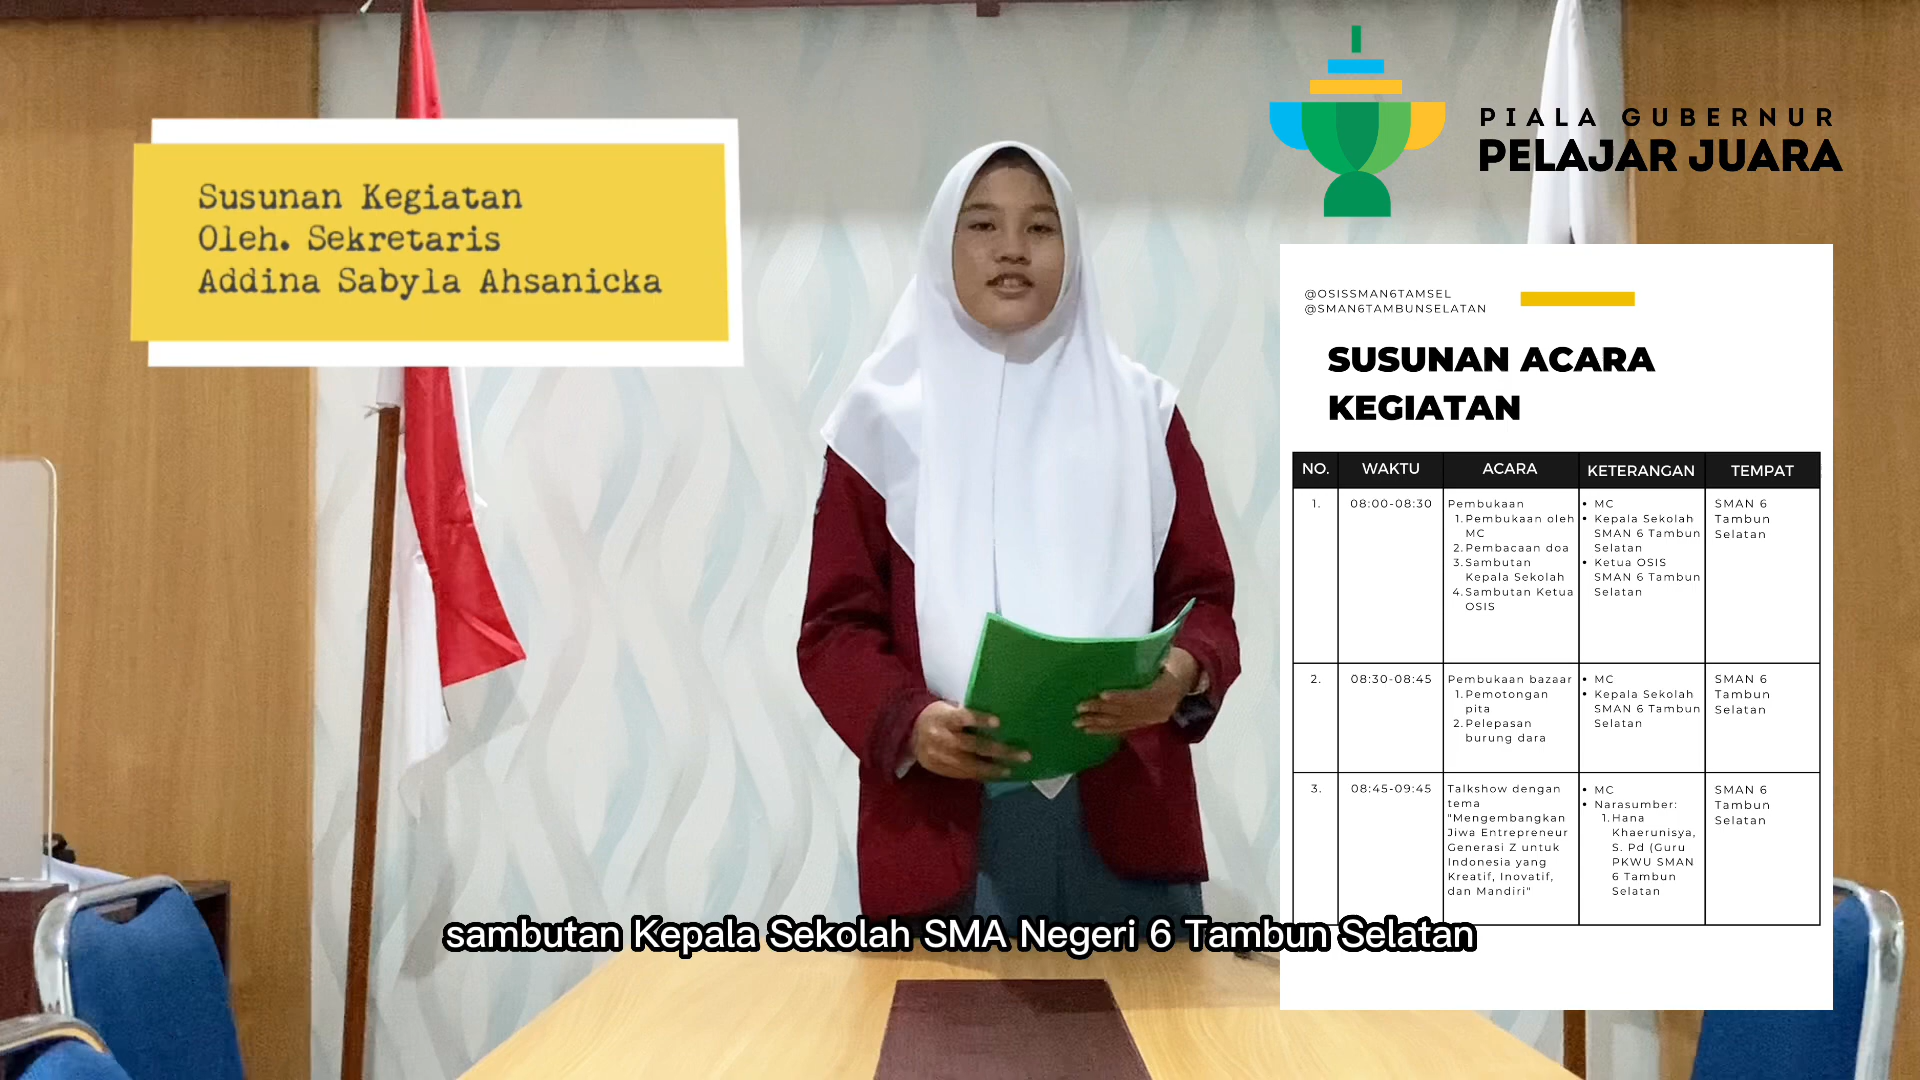 Susunan Kegiatan
Oleh. Sekretaris
Addina Sabyla Ahsanicka
PIALA GUBERNUR
PELAJAR JUARA
@OSISSMAN6TAMSEL
@SMAN6TAMBUNSELATAN
SUSUNAN ACARA
KEGIATAN
NO. WAKTU ACARA KETERANGAN TEMPAT
1.
08:00-08:30
Pembukaan
1. Pembukaan oleh
MC
2. Pembacaan doa
3. Sambutan
Kepala Sekolah
4. Sambutan Ketua
OSIS
• MC
• Kepala Sekolah
SMAN 6 Tambun
Selatan
• Ketua OSIS
SMAN 6 Tambun
Selatan
SMAN 6
Tambun
Selatan
2.
08:30-08:45
Pembukaan bazaar
1. Pemotongan
pita
2. Pelepasan
burung dara
• MC
• Kepala Sekolah
SMAN 6 Tambun
Selatan
SMAN 6
Tambun
Selatan
3.
08:45-09:45
Talkshow dengan
tema
"Mengembangkan
Jiwa Entrepreneur
Generasi Z untuk
Indonesia yang
Kreatif, Inovatif,
dan Mandiri"
• MC
• Narasumber:
1. Hana
Khaerunisya,
S. Pd (Guru
PKWU SMAN
6 Tambun
Selatan
SMAN 6
Tambun
Selatan
sambutan Kepala Sekolah SMA Negeri 6 Tambun Selatan